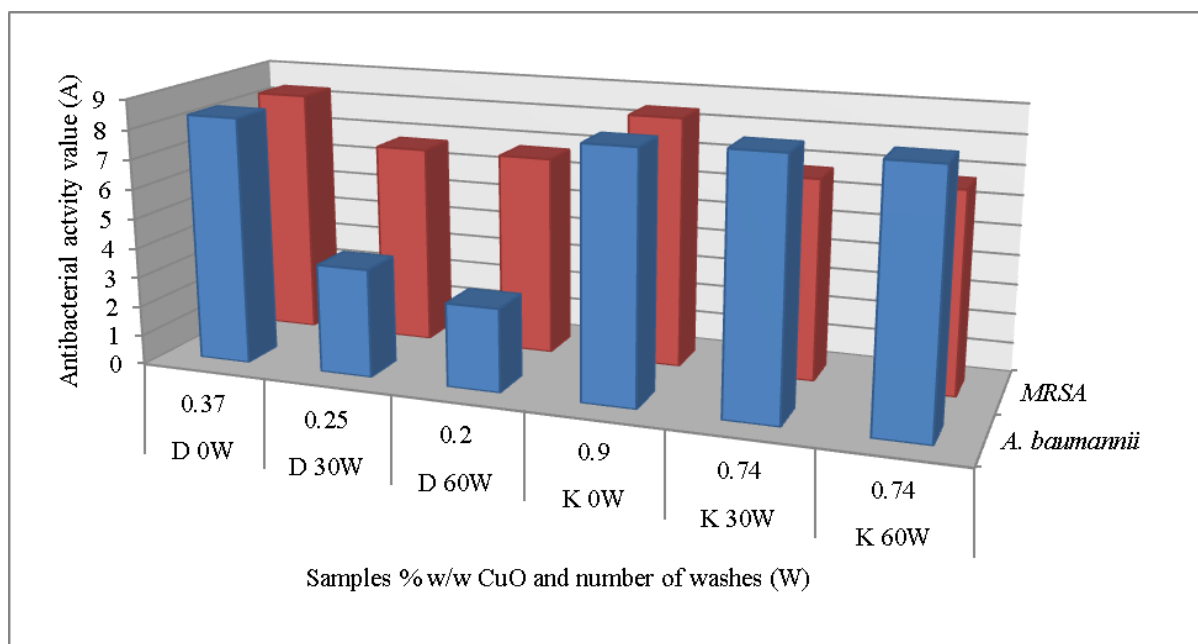 Antibacterial actvity value (A)
9
8
7
6
5
4
3
2
1
0
0.37
D 0W
0.25
D 30W
0.2
D 60W
0.9
K 0W
0.74
K 30W
0.74
K 60W
MRSA
A. baumannii
Samples % w/w CuO and number of washes (W)